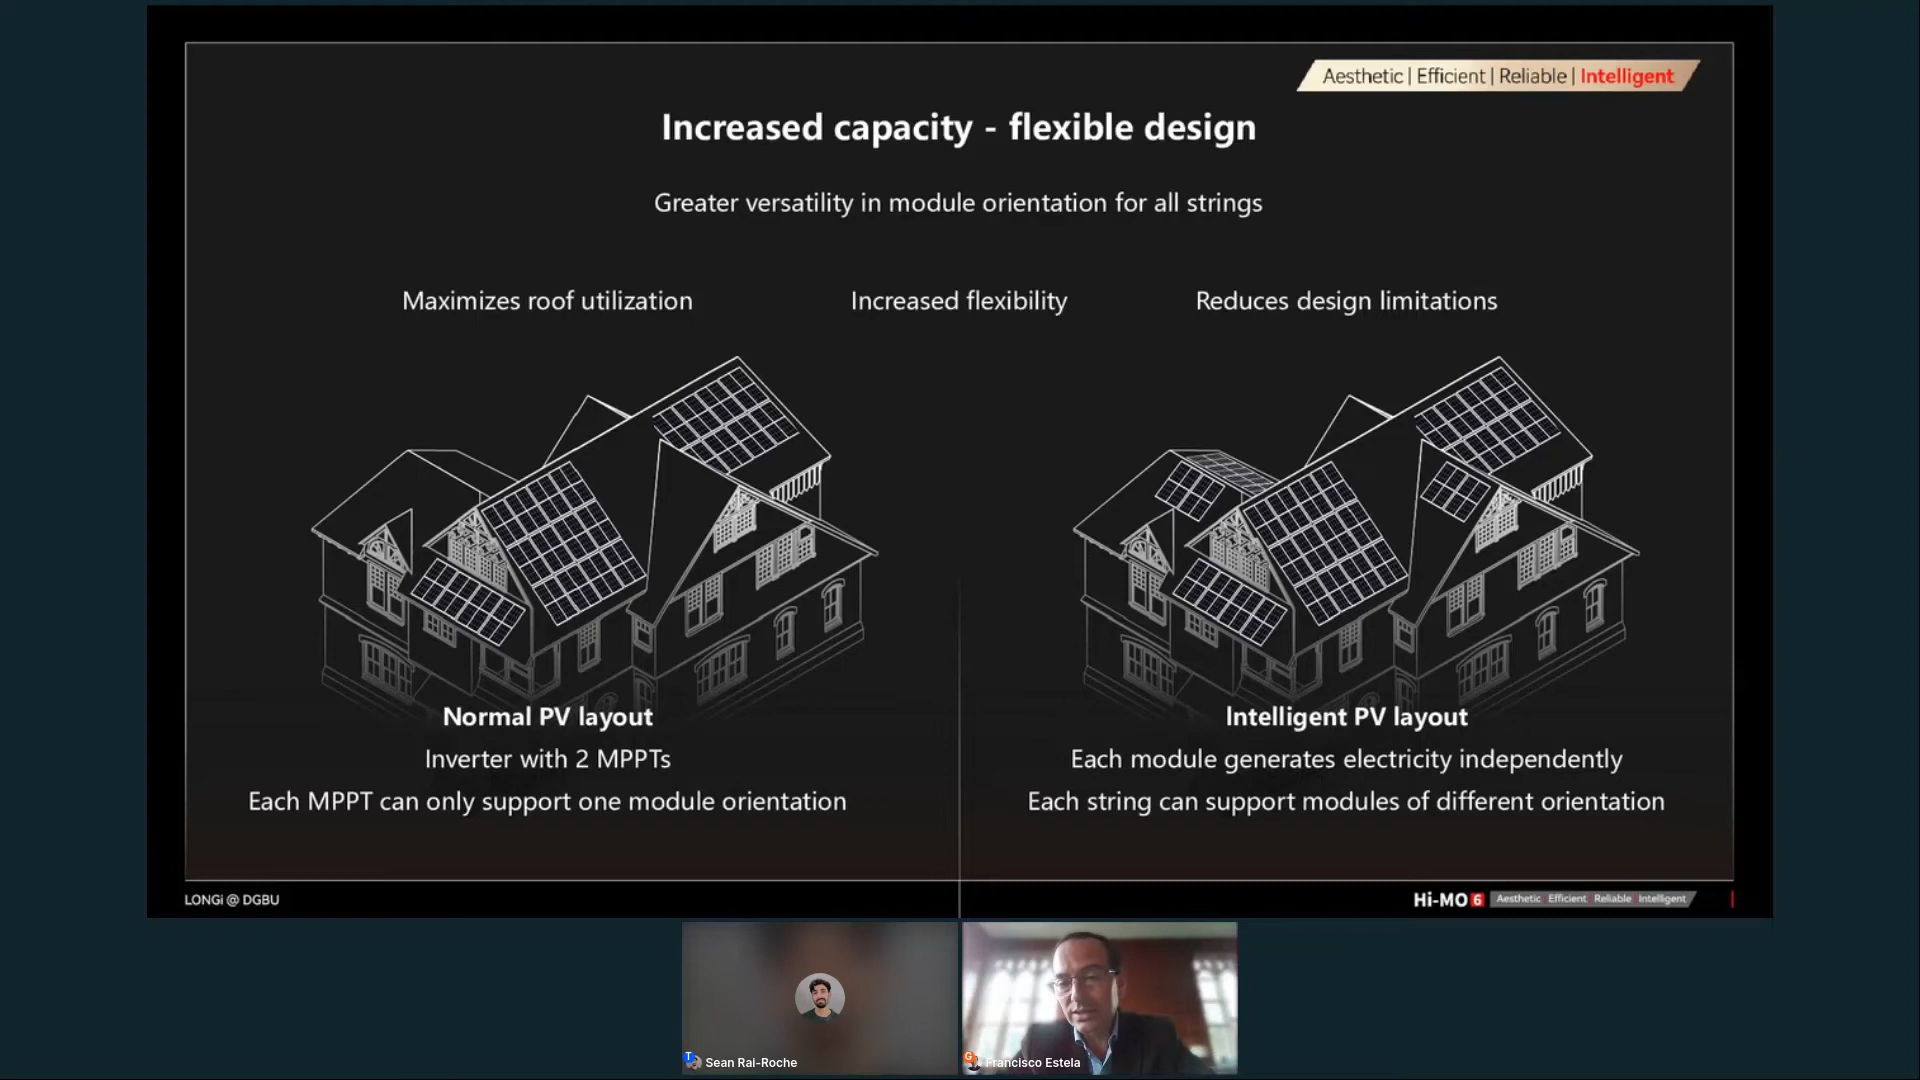 Aesthetic | Efficient | Reliable | Intelligent
Increased capacity - flexible design
Greater versatility in module orientation for all strings
Maximizes roof utilization
Increased flexibility
Reduces design limitations
Normal PV layout
Inverter with 2 MPPTs
Each MPPT can only support one module orientation
Intelligent PV layout
Each module generates electricity independently
Each string can support modules of different orientation
LONGi @ DGBU
Hi-MO 6 Aesthetic Efficient Reliable Intelligent
T Sean Rai-Roche
G Francisco Estela